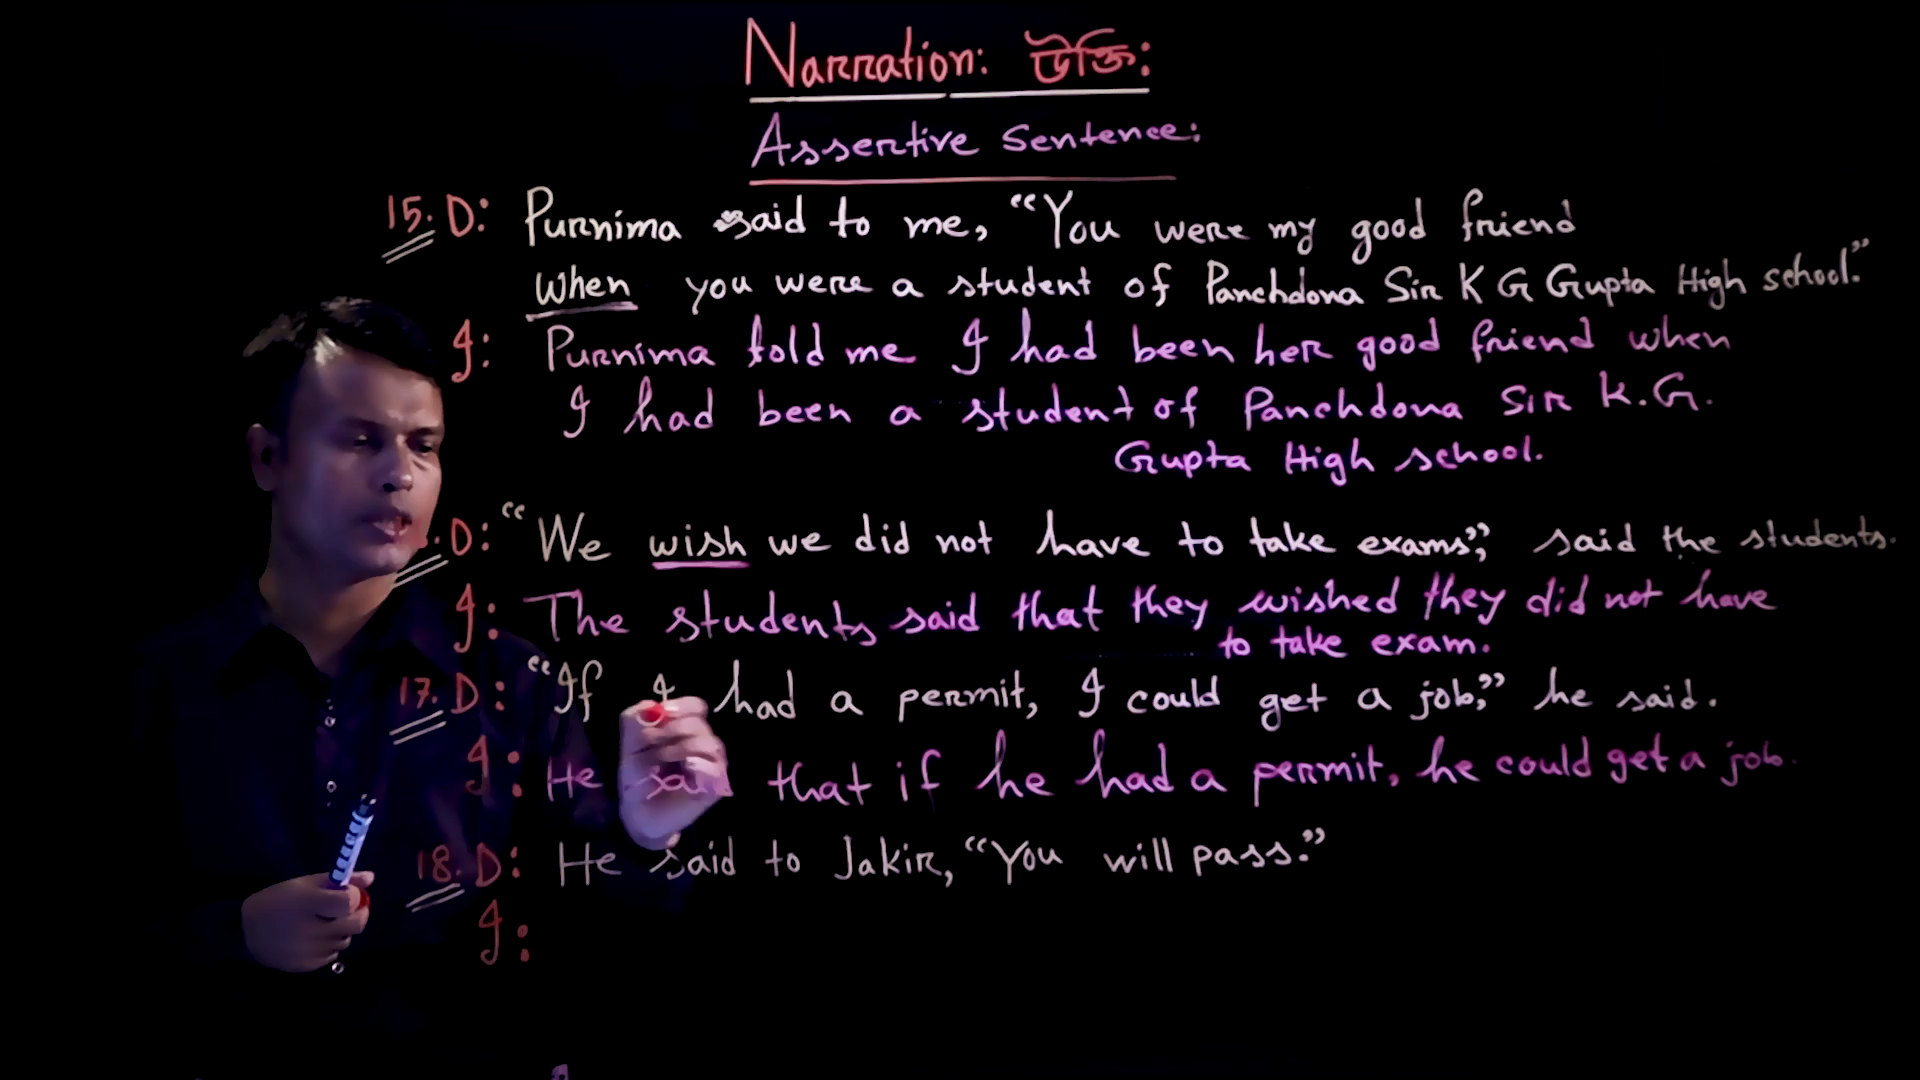 Narration: উক্তি:
Assertive Sentence:
15. D: Purnima said to me, “You were my good friend
when you were a student of Panchdona Sir K G Gupta High school.”
I: Purnima told me I had been her good friend when
I had been a student of Panchdona Sir K.G.
Gupta High school.
D: “We wish we did not have to take exams”, said the students.
I: The students said that they wished they did not have
to take exam.
17. D: “If I had a permit, I could get a job,” he said.
I: He said that if he had a permit, he could get a job.
18. D: He said to Jakir, “You will pass.”
I: